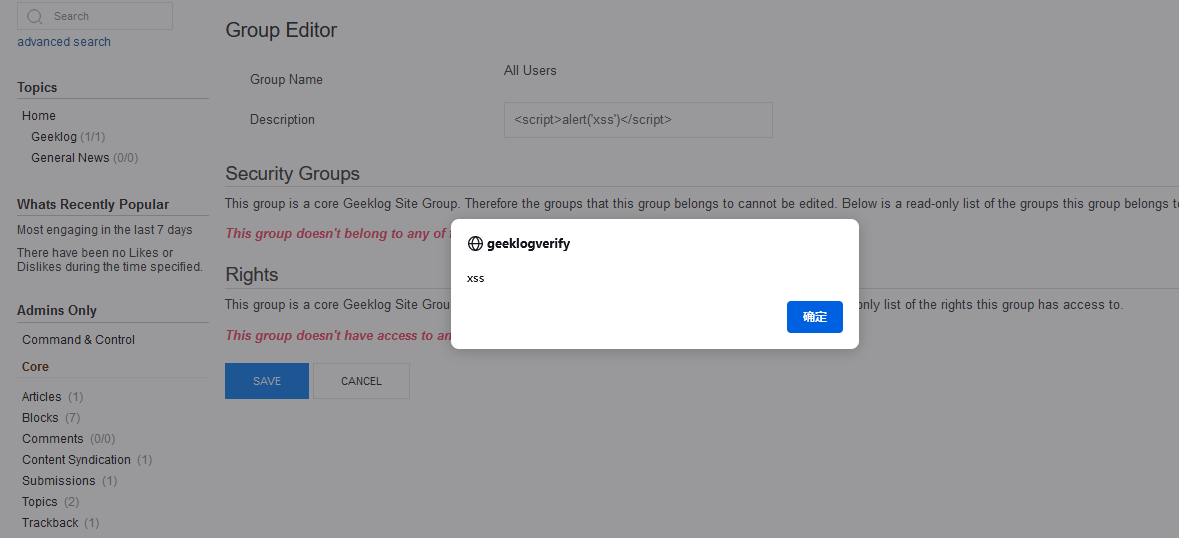 Search
advanced search
Topics
Home
Geeklog (1/1)
General News (0/0)
Whats Recently Popular
Most engaging in the last 7 days
There have been no Likes or
Dislikes during the time specified.
Admins Only
Command & Control
Core
Articles (1)
Blocks (7)
Comments (0/0)
Content Syndication (1)
Submissions (1)
Topics (2)
Trackback (1)
Group Editor
Group Name All Users
Description <script>alert('xss')</script>
Security Groups
This group is a core Geeklog Site Group. Therefore the groups that this group belongs to cannot be edited. Below is a read-only list of the groups this group belongs to
This group doesn't belong to any of
Rights
This group is a core Geeklog Site Grou only list of the rights this group has access to.
This group doesn't have access to an
SAVE CANCEL
geeklogverify
xss
确定